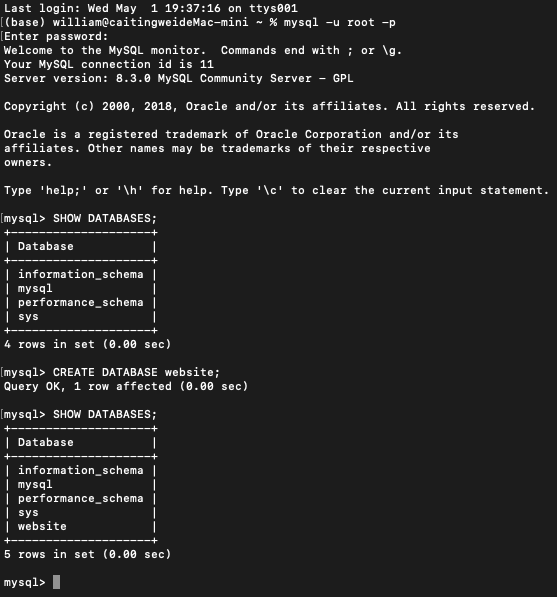 Last login: Wed May  1 19:37:16 on ttys001
[(base) william@caitingweideMac-mini ~ % mysql -u root -p
[Enter password:
Welcome to the MySQL monitor.  Commands end with ; or \g.
Your MySQL connection id is 11
Server version: 8.3.0 MySQL Community Server - GPL

Copyright (c) 2000, 2018, Oracle and/or its affiliates. All rights reserved.

Oracle is a registered trademark of Oracle Corporation and/or its
affiliates. Other names may be trademarks of their respective
owners.

Type 'help;' or '\h' for help. Type '\c' to clear the current input statement.

[mysql> SHOW DATABASES;
+--------------------+
| Database           |
+--------------------+
| information_schema |
| mysql              |
| performance_schema |
| sys                |
+--------------------+
4 rows in set (0.00 sec)

[mysql> CREATE DATABASE website;
Query OK, 1 row affected (0.00 sec)

[mysql> SHOW DATABASES;
+--------------------+
| Database           |
+--------------------+
| information_schema |
| mysql              |
| performance_schema |
| sys                |
| website            |
+--------------------+
5 rows in set (0.00 sec)

mysql>